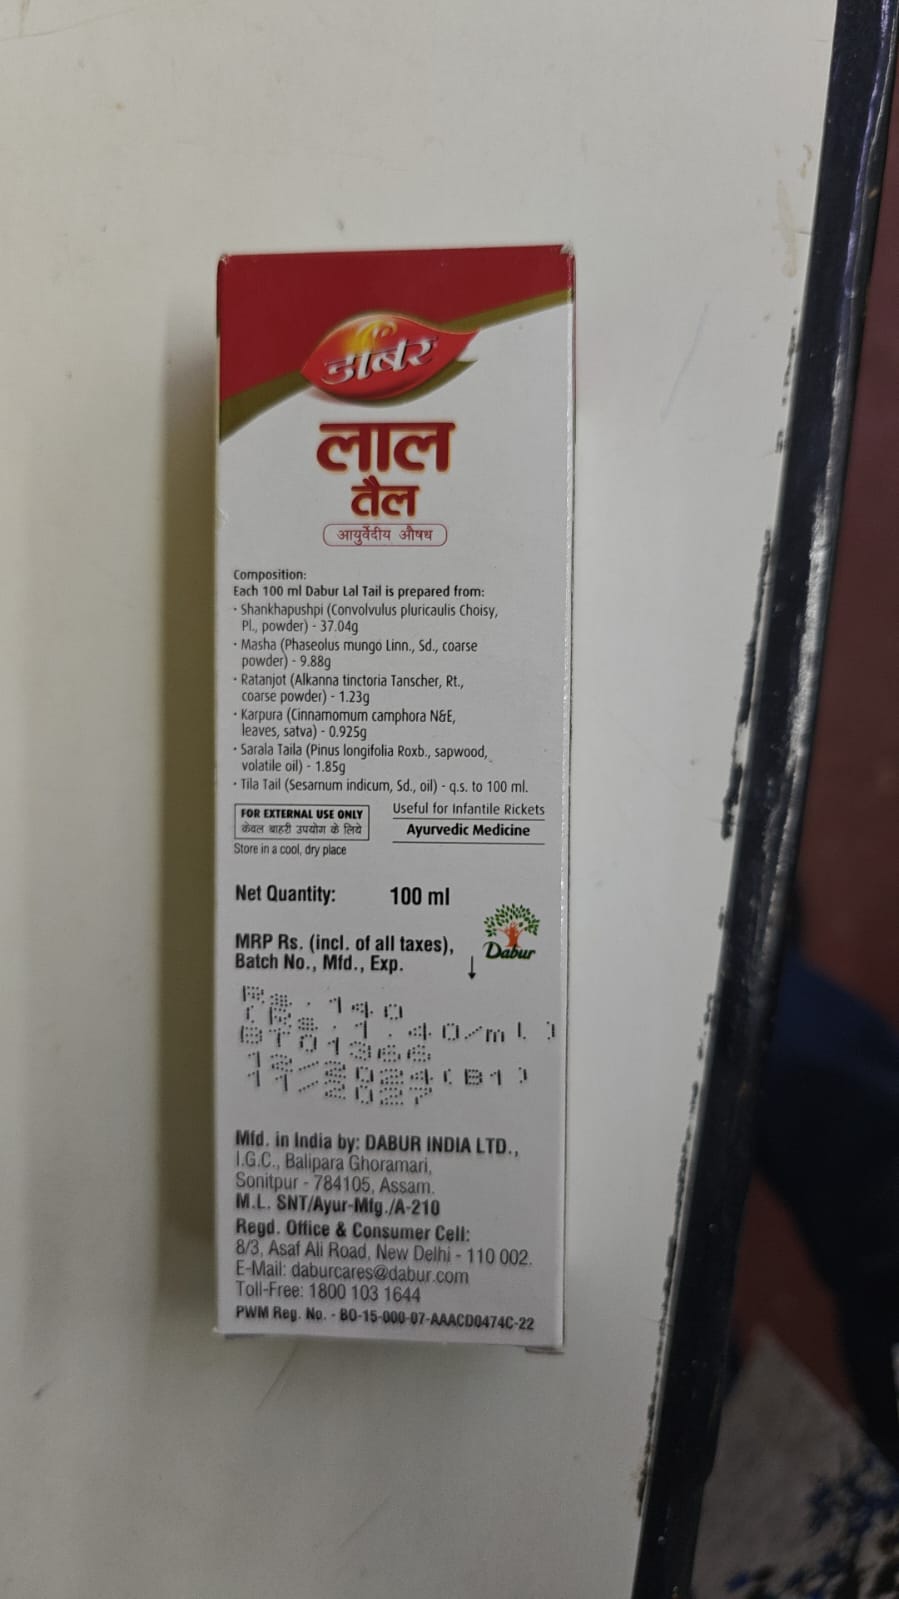 डाबर
लाल
तैल
आयुर्वेदीय औषध
Composition:
Each 100 ml Dabur Lal Tail is prepared from:
• Shankhapushpi (Convolvulus pluricaulis Choisy,
Pl., powder) - 37.04g
• Masha (Phaseolus mungo Linn., Sd., coarse
powder) - 9.88g
• Ratanjot (Alkanna tinctoria Tanscher, Rt.,
coarse powder) - 1.23g
• Karpura (Cinnamomum camphora N&E,
leaves, satva) - 0.925g
• Sarala Taila (Pinus longifolia Roxb., sapwood,
volatile oil) - 1.85g
• Tila Tail (Sesamum indicum, Sd., oil) - q.s. to 100 ml.
FOR EXTERNAL USE ONLY
केवल बाहरी उपयोग के लिये
Store in a cool, dry place
Useful for Infantile Rickets
Ayurvedic Medicine
Net Quantity: 100 ml
Dabur
MRP Rs. (incl. of all taxes),
Batch No., Mfd., Exp.
Rs. 140
(Rs. 1.40/ml)
BT01366
12/2024(B1)
11/2027
Mfd. in India by: DABUR INDIA LTD.,
I.G.C., Balipara Ghoramari,
Sonitpur - 784105, Assam.
M.L. SNT/Ayur-Mfg./A-210
Regd. Office & Consumer Cell:
8/3, Asaf Ali Road, New Delhi - 110 002.
E-Mail: daburcares@dabur.com
Toll-Free: 1800 103 1644
PWM Reg. No. - BO-15-000-07-AAACD0474C-22